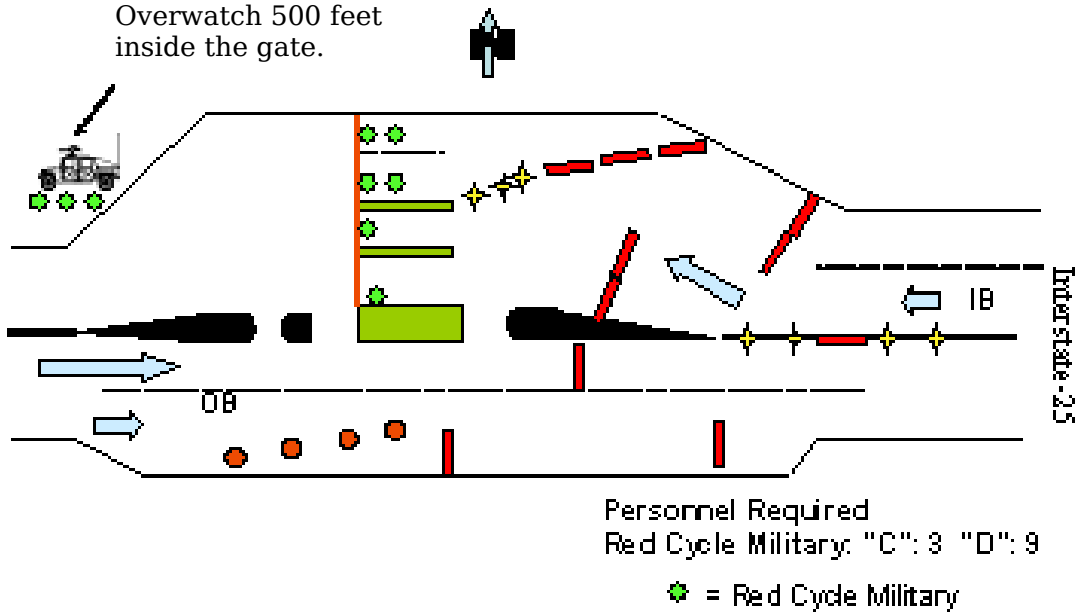 Overwatch 500 feet
inside the gate.
IB
Interstate-25
OB
Personnel Required
Red Cycle Military: "C": 3 "D": 9
= Red Cycle Military